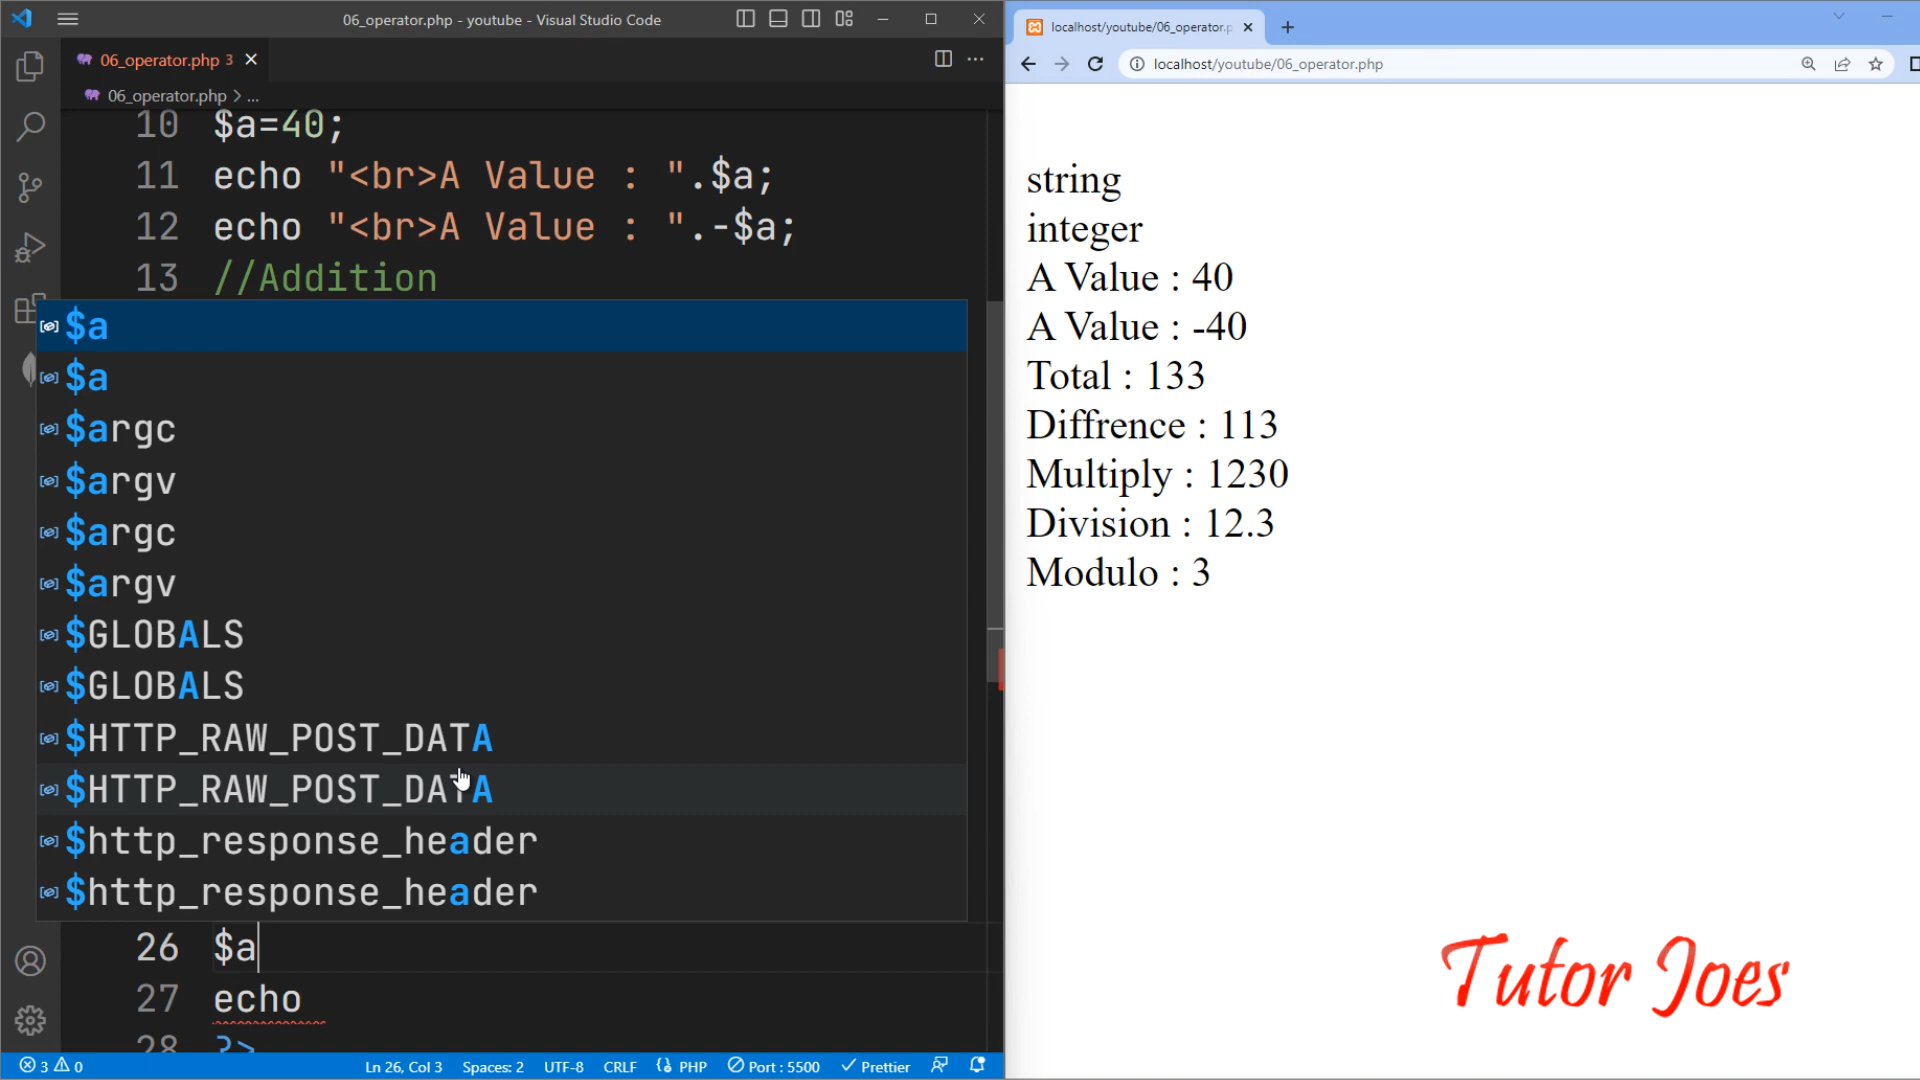 06_operator.php - youtube - Visual Studio Code
06_operator.php 3
06_operator.php > ...
10 $a=40;
11 echo "<br>A Value : ".$a;
12 echo "<br>A Value : ".-$a;
13 //Addition
$a
$a
$argc
$argv
$argc
$argv
$GLOBALS
$GLOBALS
$HTTP_RAW_POST_DATA
$HTTP_RAW_POST_DATA
$http_response_header
$http_response_header
26 $a
27 echo
28 ?>
3 0
Ln 26, Col 3 Spaces: 2 UTF-8 CRLF PHP Port : 5500 Prettier
localhost/youtube/06_operator.p
localhost/youtube/06_operator.php
string
integer
A Value : 40
A Value : -40
Total : 133
Diffrence : 113
Multiply : 1230
Division : 12.3
Modulo : 3
Tutor Joes